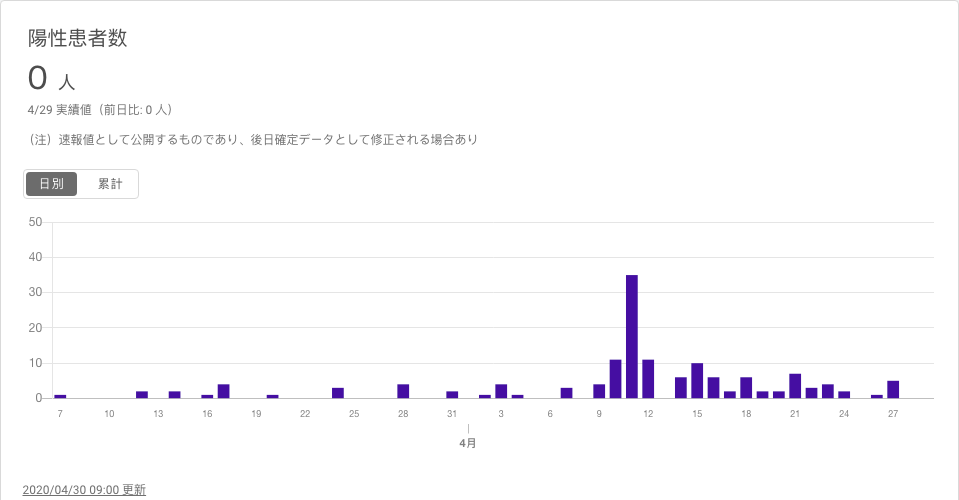 陽性患者数
0 人
4/29 実績値（前日比: 0 人）
（注）速報値として公開するものであり、後日確定データとして修正される場合あり
日別 累計
50
40
30
20
10
0
7 10 13 16 19 22 25 28 31 3 6 9 12 15 18 21 24 27
4月
2020/04/30 09:00 更新